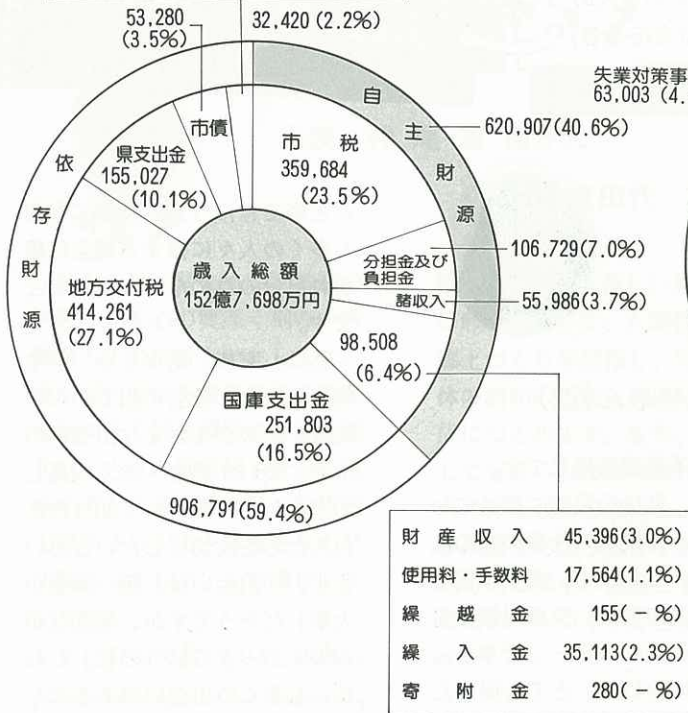 53,280
(3.5%)
32,420(2.2%)
失業対策事
63,003(4.
自主財源
620,907(40.6%)
市債
市税
359,684
(23.5%)
県支出金
155,027
(10.1%)
依存財源
分担金及び
負担金
106,729(7.0%)
諸収入
55,986(3.7%)
歳入総額
152億7,698万円
地方交付税
414,261
(27.1%)
98,508
(6.4%)
国庫支出金
251,803
(16.5%)
906,791(59.4%)
財産収入 45,396(3.0%)
使用料・手数料 17,564(1.1%)
繰越金 155(-%)
繰入金 35,113(2.3%)
寄附金 280(-%)